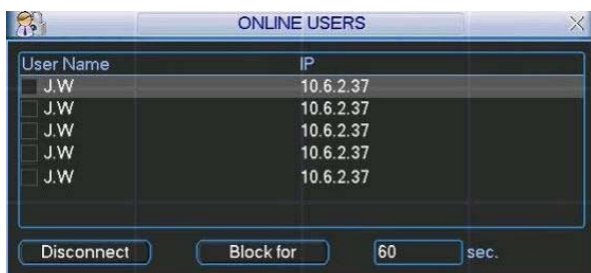 ONLINE USERS
User Name IP
J.W 10.6.2.37
J.W 10.6.2.37
J.W 10.6.2.37
J.W 10.6.2.37
J.W 10.6.2.37
Disconnect Block for 60 sec.